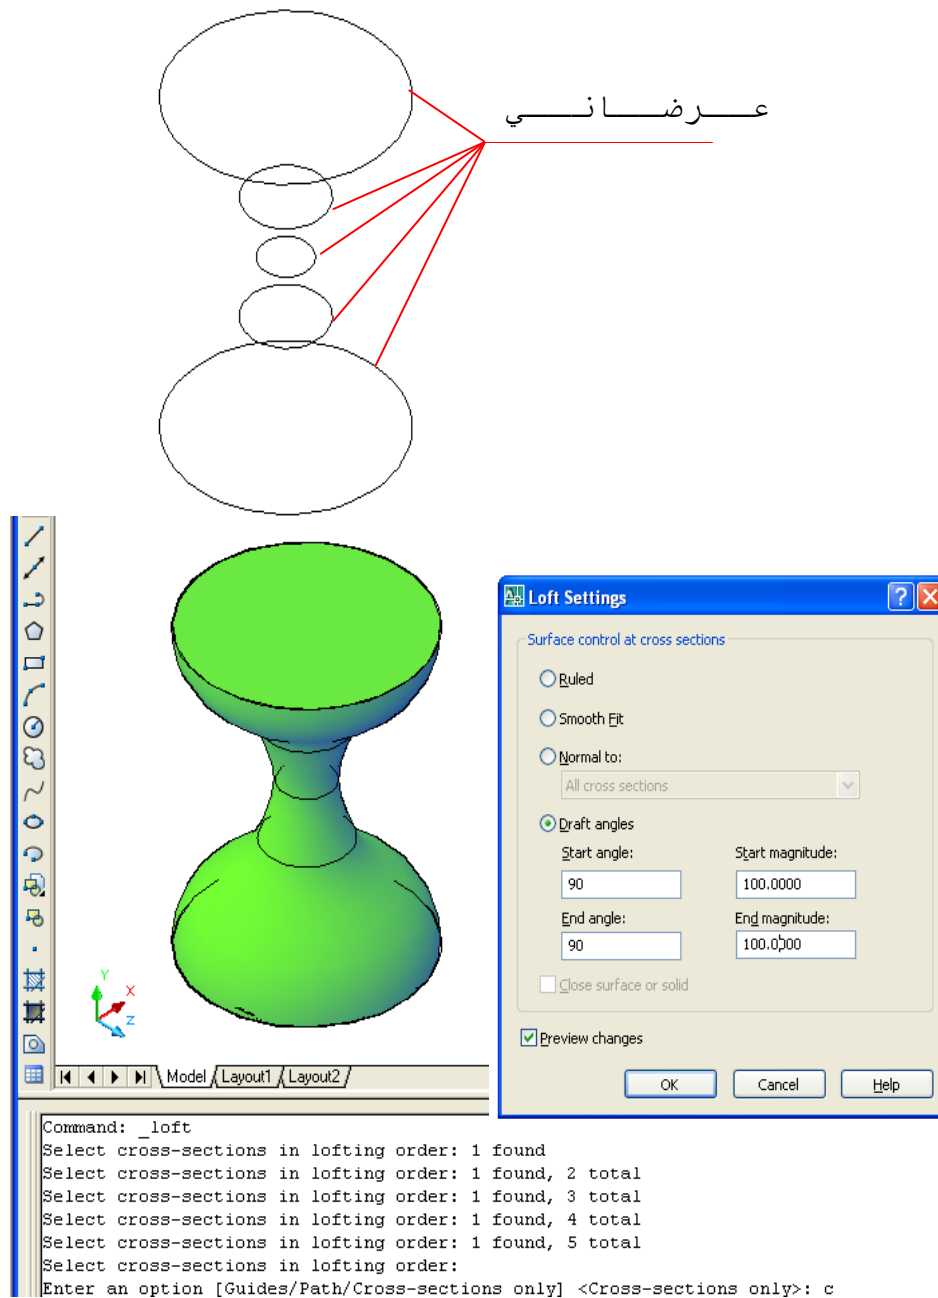 عـــرضـــانـــي
Loft Settings
Surface control at cross sections
Ruled
Smooth Fit
Normal to:
All cross sections
Draft angles
Start angle: Start magnitude:
90 100.0000
End angle: End magnitude:
90 100.0000
Close surface or solid
Preview changes
OK Cancel Help
Y
X
Z
Model Layout1 Layout2
Command: _loft
Select cross-sections in lofting order: 1 found
Select cross-sections in lofting order: 1 found, 2 total
Select cross-sections in lofting order: 1 found, 3 total
Select cross-sections in lofting order: 1 found, 4 total
Select cross-sections in lofting order: 1 found, 5 total
Select cross-sections in lofting order:
Enter an option [Guides/Path/Cross-sections only] <Cross-sections only>: c